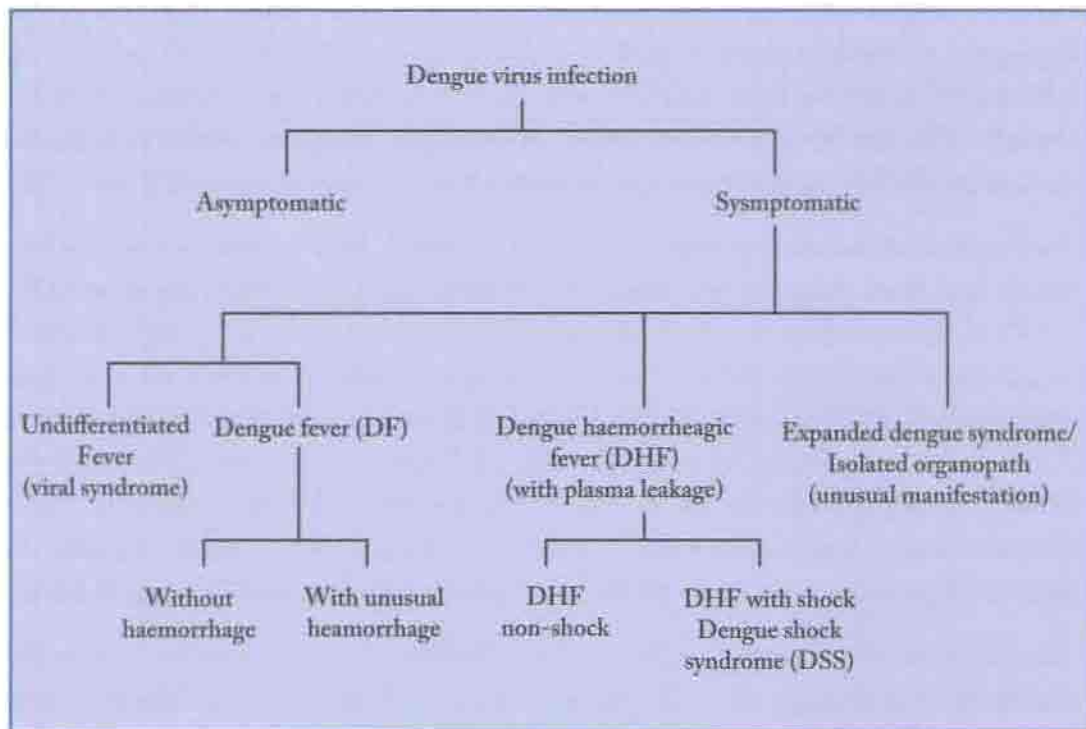 Dengue virus infection
Asymptomatic
Sysmptomatic
Undifferentiated
Fever
(viral syndrome)
Dengue fever (DF)
Dengue haemorrheagic
fever (DHF)
(with plasma leakage)
Expanded dengue syndrome/
Isolated organopath
(unusual manifestation)
Without
haemorrhage
With unusual
heamorrhage
DHF
non-shock
DHF with shock
Dengue shock
syndrome (DSS)